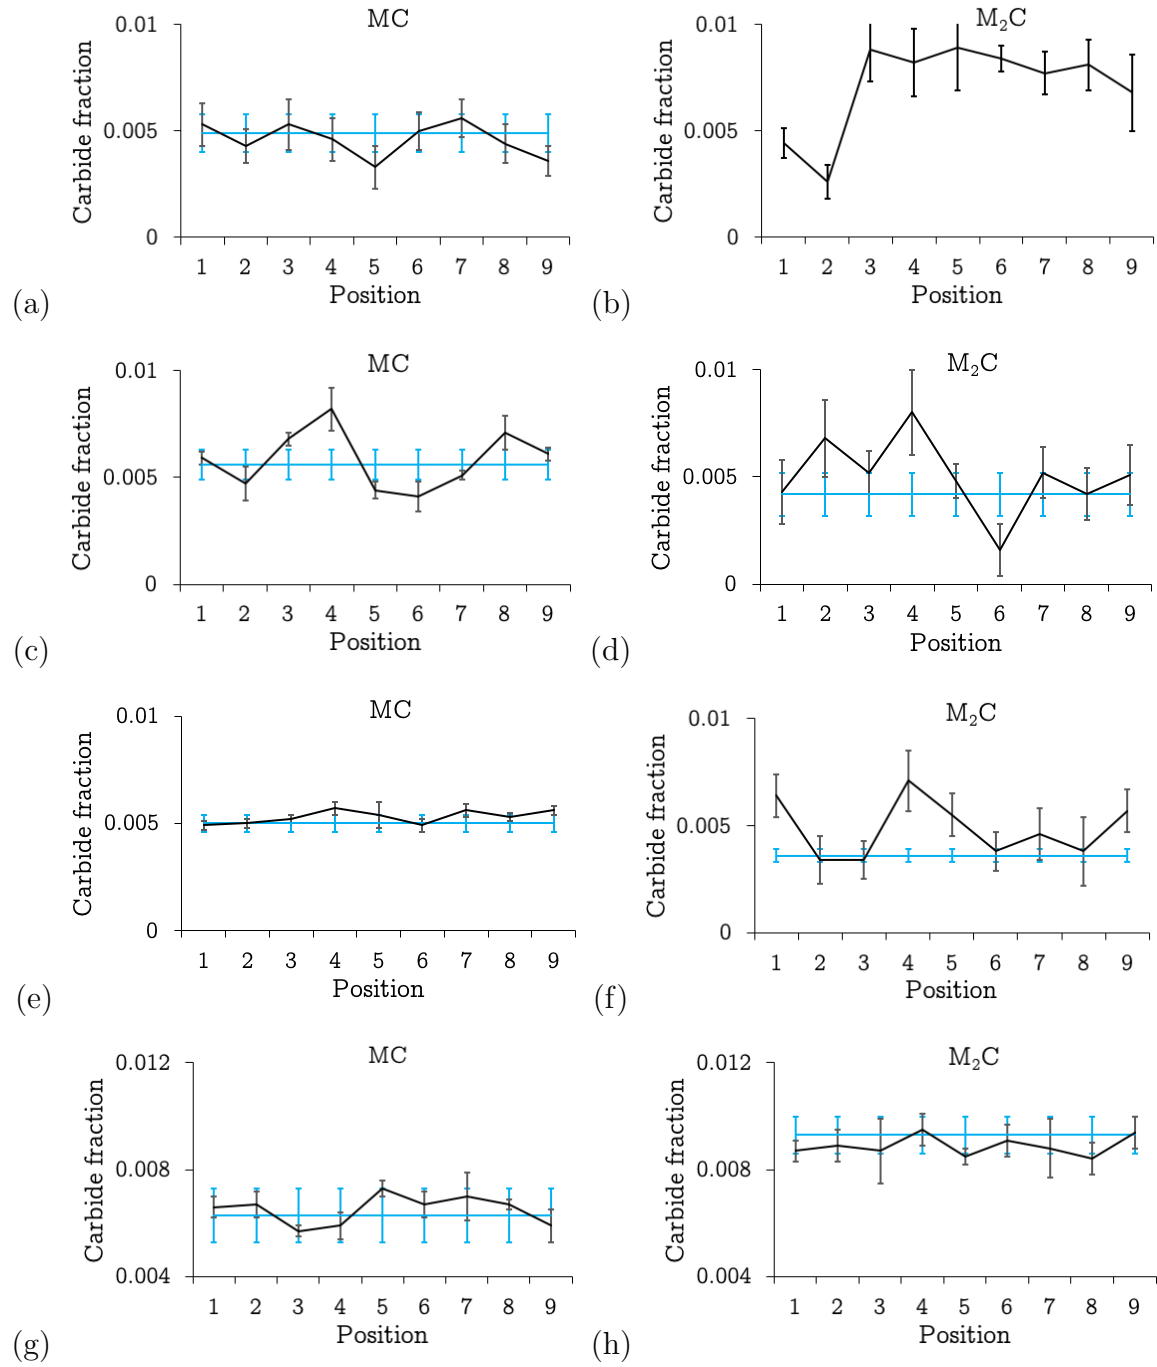 MC
0.01
0.005
0
Carbide fraction
1 2 3 4 5 6 7 8 9
Position
(a)
M₂C
0.01
0.005
0
Carbide fraction
1 2 3 4 5 6 7 8 9
Position
(b)
MC
0.01
0.005
0
Carbide fraction
1 2 3 4 5 6 7 8 9
Position
(c)
M₂C
0.01
0.005
0
Carbide fraction
1 2 3 4 5 6 7 8 9
Position
(d)
MC
0.01
0.005
0
Carbide fraction
1 2 3 4 5 6 7 8 9
Position
(e)
M₂C
0.01
0.005
0
Carbide fraction
1 2 3 4 5 6 7 8 9
Position
(f)
MC
0.012
0.008
0.004
Carbide fraction
1 2 3 4 5 6 7 8 9
Position
(g)
M₂C
0.012
0.008
0.004
Carbide fraction
1 2 3 4 5 6 7 8 9
Position
(h)